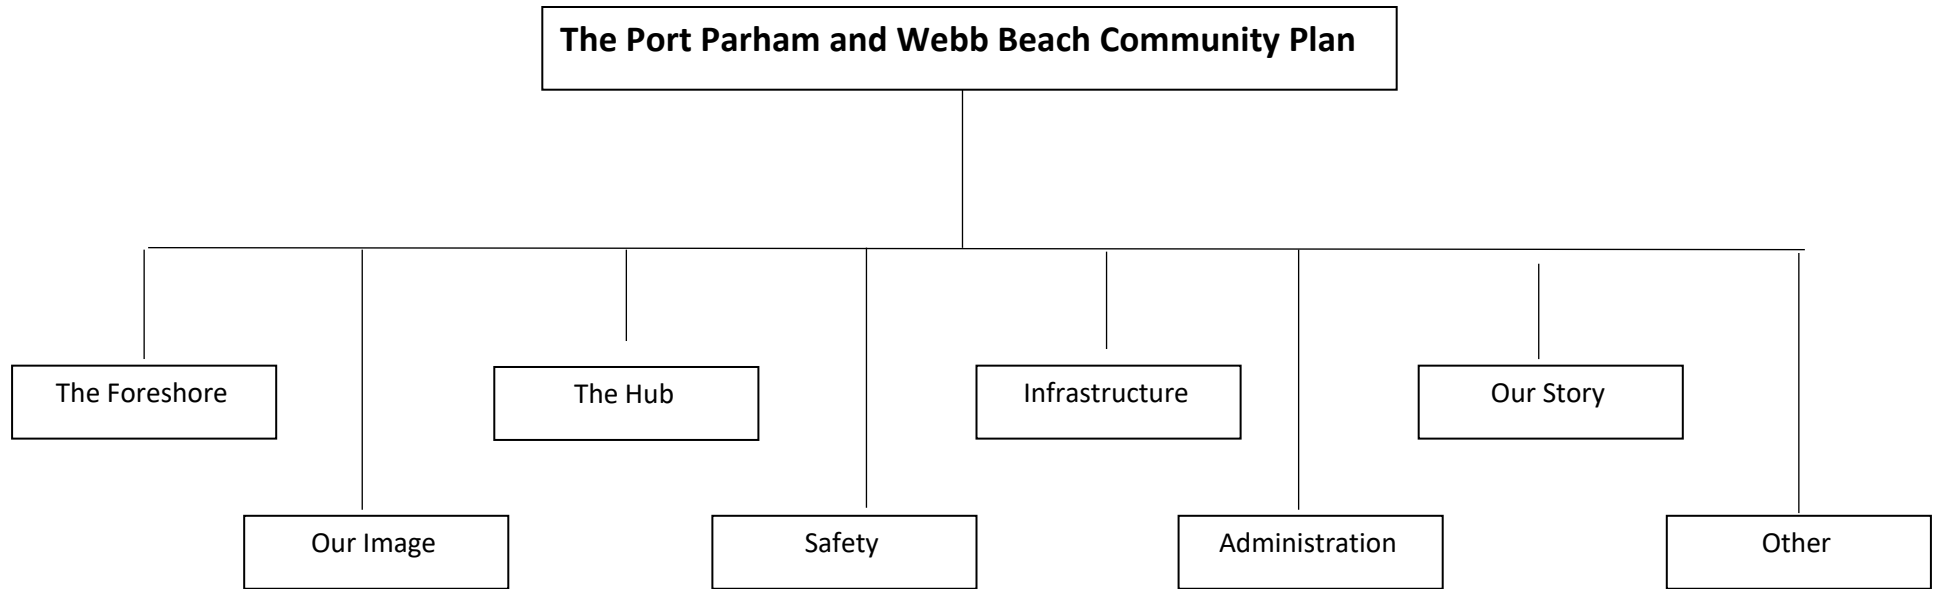 The Port Parham and Webb Beach Community Plan
The Foreshore
The Hub
Infrastructure
Our Story
Our Image
Safety
Administration
Other